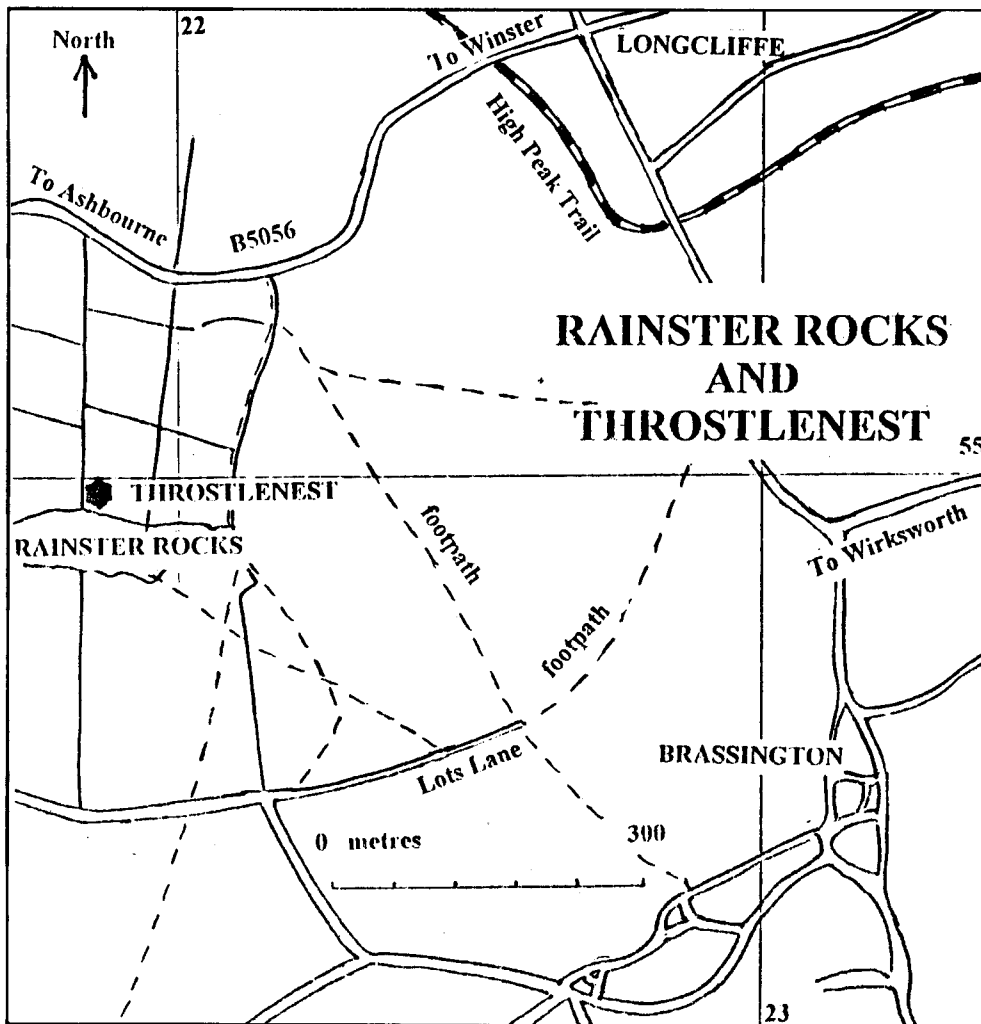 North
22
To Winster
LONGCLIFFE
High Peak Trail
To Ashbourne
B5056
RAINSTER ROCKS
AND
THROSTLENEST
55
THROSTLENEST
RAINSTER ROCKS
footpath
footpath
To Wirksworth
BRASSINGTON
Lots Lane
0 metres 300
23